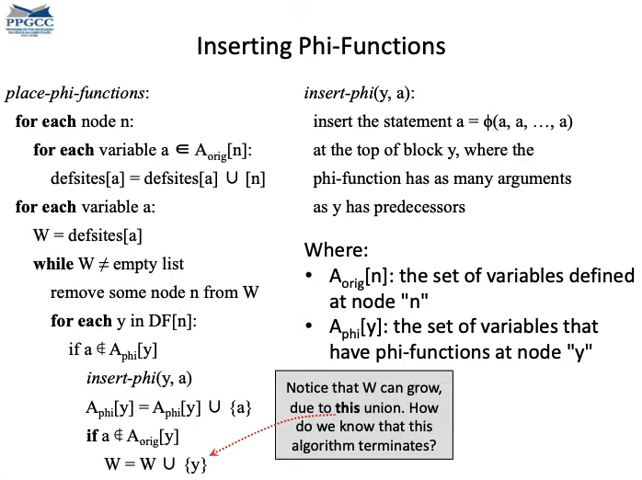 PPGCC
Inserting Phi-Functions
place-phi-functions:
for each node n:
for each variable a ∈ Aorig[n]:
defsites[a] = defsites[a] ∪ [n]
for each variable a:
W = defsites[a]
while W ≠ empty list
remove some node n from W
for each y in DF[n]:
if a ∉ Aphi[y]
insert-phi(y, a)
Aphi[y] = Aphi[y] ∪ {a}
if a ∉ Aorig[y]
W = W ∪ {y}
insert-phi(y, a):
insert the statement a = ϕ(a, a, …, a)
at the top of block y, where the
phi-function has as many arguments
as y has predecessors
Where:
• Aorig[n]: the set of variables defined
at node "n"
• Aphi[y]: the set of variables that
have phi-functions at node "y"
Notice that W can grow,
due to this union. How
do we know that this
algorithm terminates?